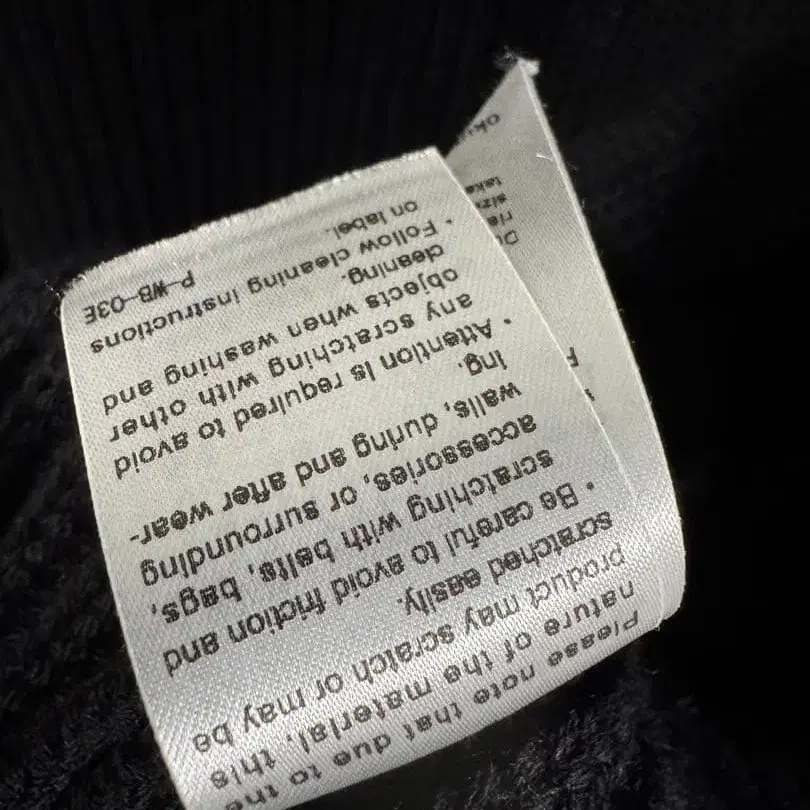 Please note that due to the
nature of the material, this
product may scratch or may be
scratched easily.
• Be careful to avoid friction and
scratching with belts, bags,
accessories, or surrounding
walls, during and after wear-
ing.
• Attention is required to avoid
any scratching with other
objects when washing and
cleaning.
• Follow cleaning instructions
on label.
P-WB-03E